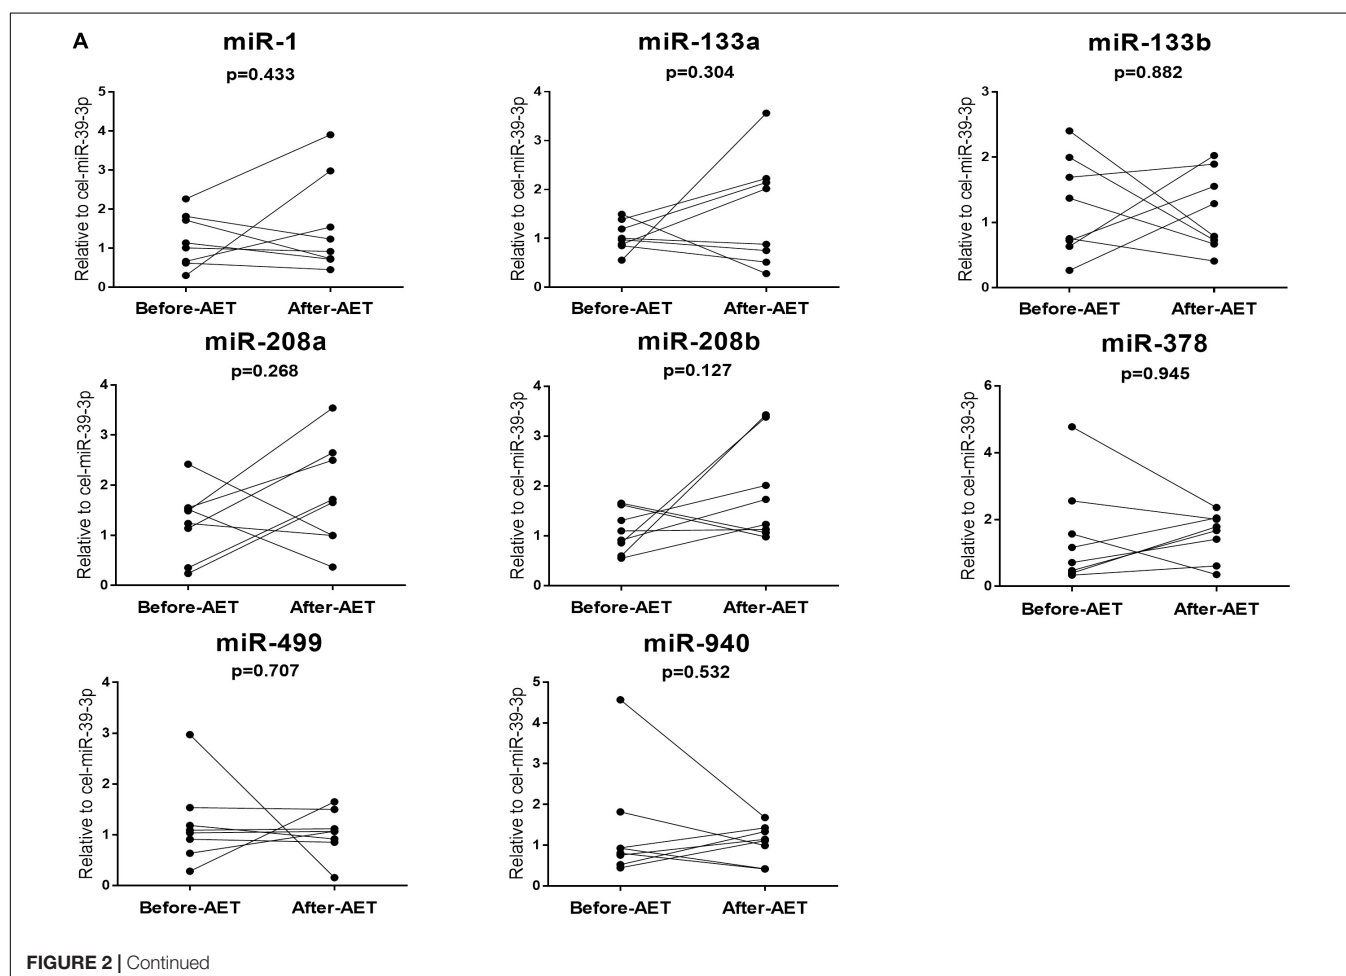 A
miR-1
p=0.433
Relative to cel-miR-39-3p
5
4
3
2
1
0
Before-AET After-AET
miR-133a
p=0.304
Relative to cel-miR-39-3p
4
3
2
1
0
Before-AET After-AET
miR-133b
p=0.882
Relative to cel-miR-39-3p
3
2
1
0
Before-AET After-AET
miR-208a
p=0.268
Relative to cel-miR-39-3p
4
3
2
1
0
Before-AET After-AET
miR-208b
p=0.127
Relative to cel-miR-39-3p
4
3
2
1
0
Before-AET After-AET
miR-378
p=0.945
Relative to cel-miR-39-3p
6
4
2
0
Before-AET After-AET
miR-499
p=0.707
Relative to cel-miR-39-3p
4
3
2
1
0
Before-AET After-AET
miR-940
p=0.532
Relative to cel-miR-39-3p
5
4
3
2
1
0
Before-AET After-AET
FIGURE 2 | Continued